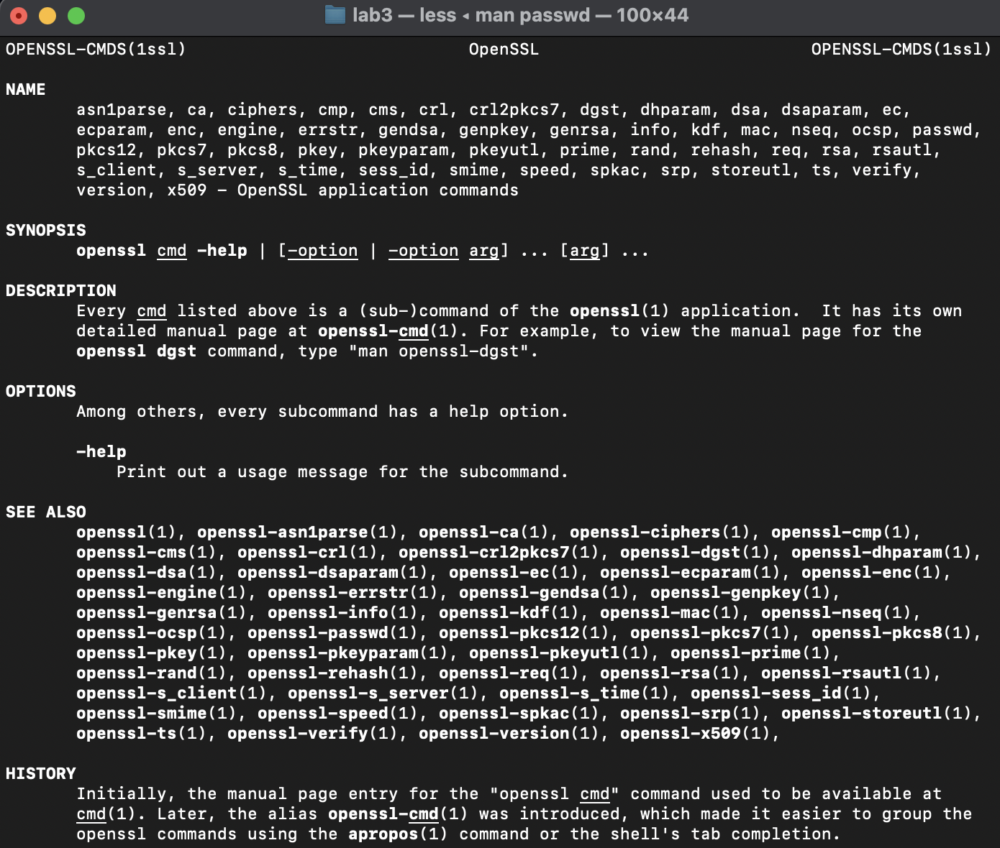 lab3 — less ◂ man passwd — 100×44
OPENSSL-CMDS(1ssl) OpenSSL OPENSSL-CMDS(1ssl)
NAME
asn1parse, ca, ciphers, cmp, cms, crl, crl2pkcs7, dgst, dhparam, dsa, dsaparam, ec,
ecparam, enc, engine, errstr, gendsa, genpkey, genrsa, info, kdf, mac, nseq, ocsp, passwd,
pkcs12, pkcs7, pkcs8, pkey, pkeyparam, pkeyutl, prime, rand, rehash, req, rsa, rsautl,
s_client, s_server, s_time, sess_id, smime, speed, spkac, srp, storeutl, ts, verify,
version, x509 - OpenSSL application commands
SYNOPSIS
openssl cmd -help | [-option | -option arg] ... [arg] ...
DESCRIPTION
Every cmd listed above is a (sub-)command of the openssl(1) application.  It has its own
detailed manual page at openssl-cmd(1). For example, to view the manual page for the
openssl dgst command, type "man openssl-dgst".
OPTIONS
Among others, every subcommand has a help option.
-help
Print out a usage message for the subcommand.
SEE ALSO
openssl(1), openssl-asn1parse(1), openssl-ca(1), openssl-ciphers(1), openssl-cmp(1),
openssl-cms(1), openssl-crl(1), openssl-crl2pkcs7(1), openssl-dgst(1), openssl-dhparam(1),
openssl-dsa(1), openssl-dsaparam(1), openssl-ec(1), openssl-ecparam(1), openssl-enc(1),
openssl-engine(1), openssl-errstr(1), openssl-gendsa(1), openssl-genpkey(1),
openssl-genrsa(1), openssl-info(1), openssl-kdf(1), openssl-mac(1), openssl-nseq(1),
openssl-ocsp(1), openssl-passwd(1), openssl-pkcs12(1), openssl-pkcs7(1), openssl-pkcs8(1),
openssl-pkey(1), openssl-pkeyparam(1), openssl-pkeyutl(1), openssl-prime(1),
openssl-rand(1), openssl-rehash(1), openssl-req(1), openssl-rsa(1), openssl-rsautl(1),
openssl-s_client(1), openssl-s_server(1), openssl-s_time(1), openssl-sess_id(1),
openssl-smime(1), openssl-speed(1), openssl-spkac(1), openssl-srp(1), openssl-storeutl(1),
openssl-ts(1), openssl-verify(1), openssl-version(1), openssl-x509(1),
HISTORY
Initially, the manual page entry for the "openssl cmd" command used to be available at
cmd(1). Later, the alias openssl-cmd(1) was introduced, which made it easier to group the
openssl commands using the apropos(1) command or the shell's tab completion.